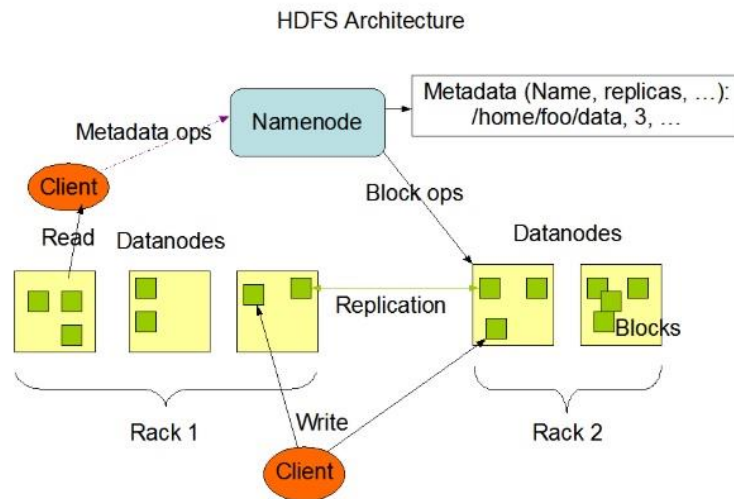 HDFS Architecture
Metadata (Name, replicas, …):
/home/foo/data, 3, …
Namenode
Metadata ops
Client
Block ops
Read
Datanodes
Datanodes
Replication
Blocks
Rack 1
Write
Rack 2
Client